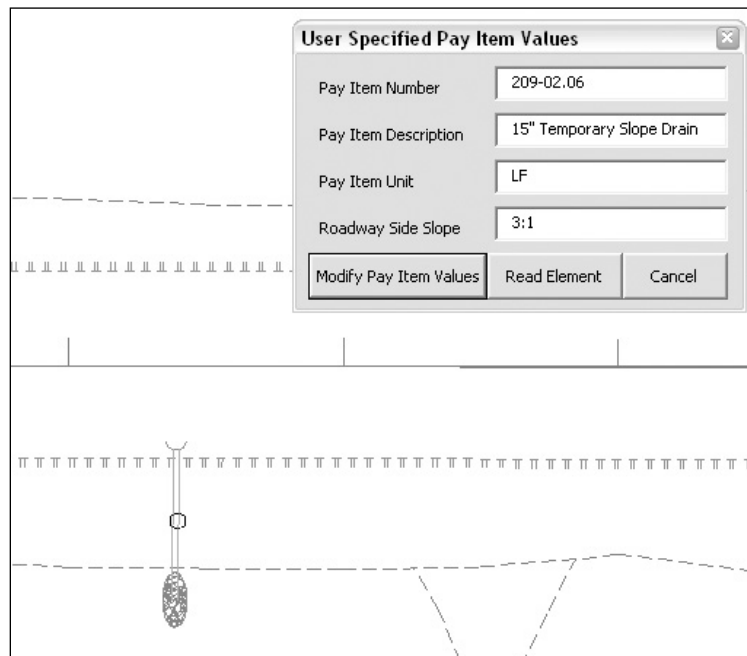 User Specified Pay Item Values
Pay Item Number 209-02.06
Pay Item Description 15" Temporary Slope Drain
Pay Item Unit LF
Roadway Side Slope 3:1
Modify Pay Item Values Read Element Cancel